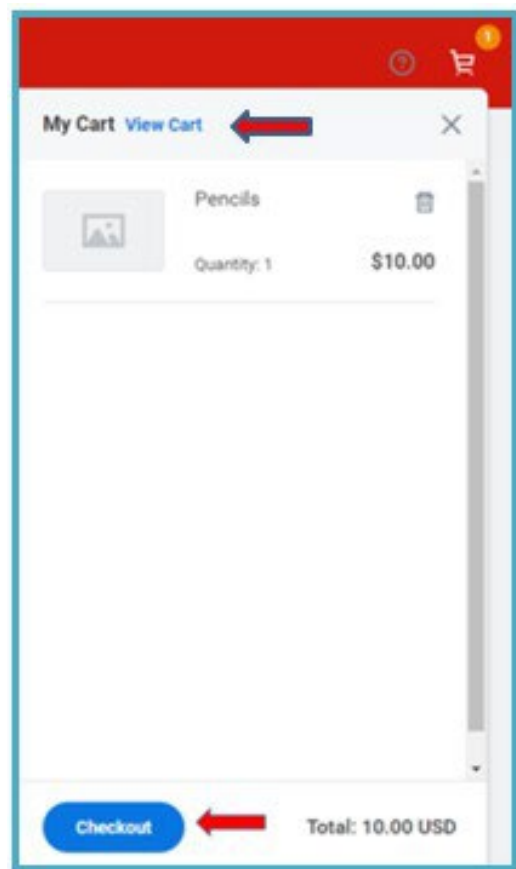 1
?
My Cart View Cart
Pencils
Quantity: 1 $10.00
Checkout Total: 10.00 USD